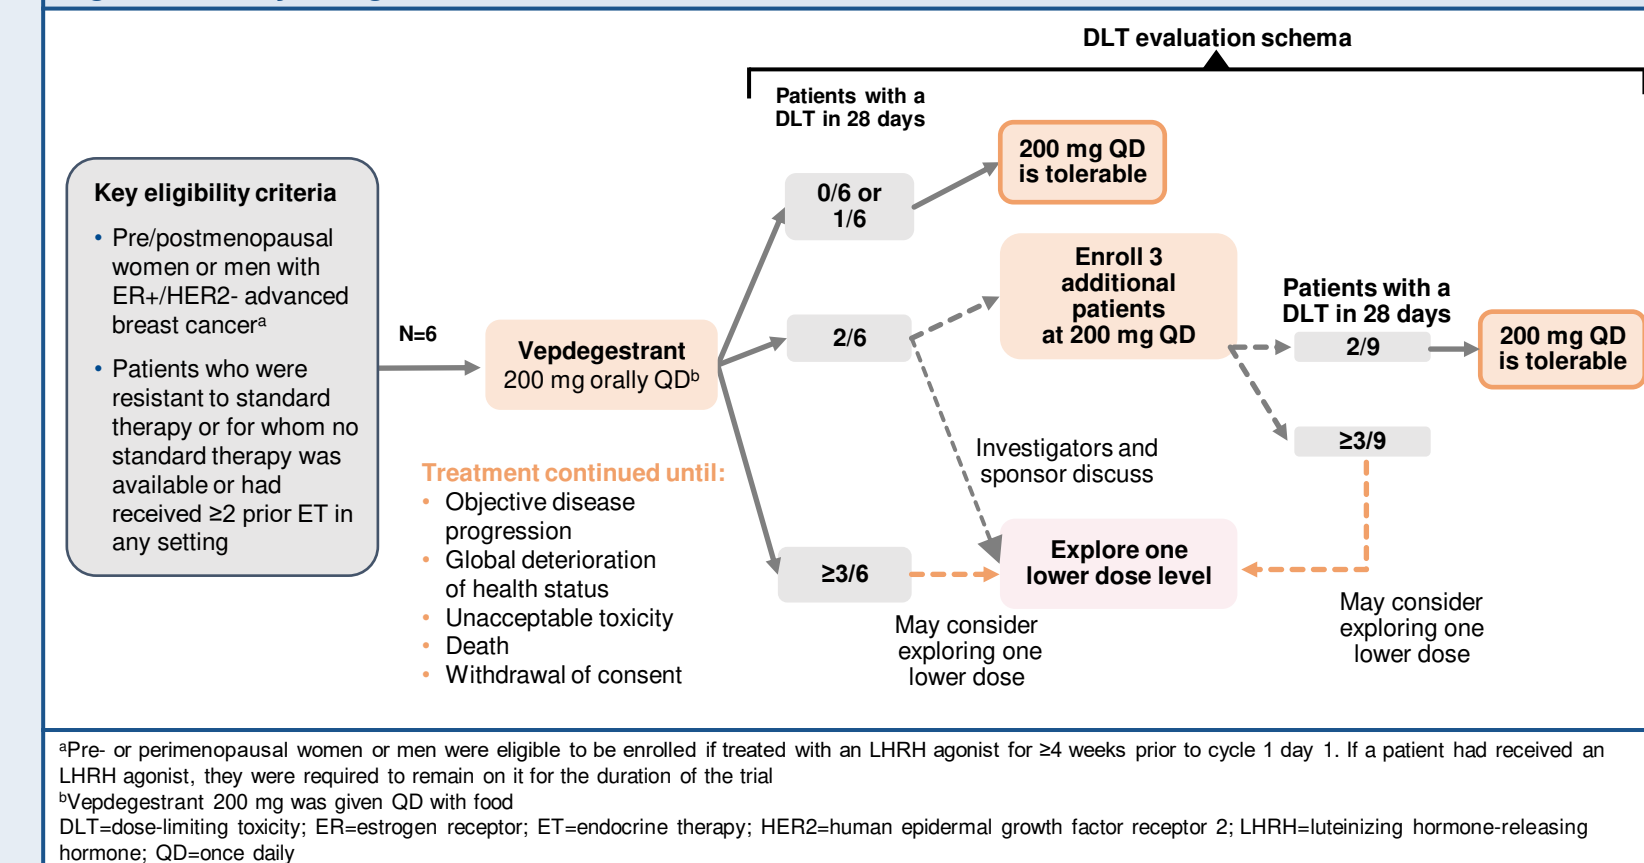 DLT evaluation schema
Patients with a
DLT in 28 days
Key eligibility criteria
• Pre/postmenopausal
women or men with
ER+/HER2- advanced
breast cancerᵃ
• Patients who were
resistant to standard
therapy or for whom no
standard therapy was
available or had
received ≥2 prior ET in
any setting
N=6
Vepdegestrant
200 mg orally QDᵇ
Treatment continued until:
• Objective disease
progression
• Global deterioration
of health status
• Unacceptable toxicity
• Death
• Withdrawal of consent
0/6 or
1/6
200 mg QD
is tolerable
2/6
Enroll 3
additional
patients
at 200 mg QD
Patients with a
DLT in 28 days
2/9
200 mg QD
is tolerable
≥3/9
Investigators and
sponsor discuss
≥3/6
Explore one
lower dose level
May consider
exploring one
lower dose
May consider
exploring one
lower dose
ᵃPre- or perimenopausal women or men were eligible to be enrolled if treated with an LHRH agonist for ≥4 weeks prior to cycle 1 day 1. If a patient had received an
LHRH agonist, they were required to remain on it for the duration of the trial
ᵇVepdegestrant 200 mg was given QD with food
DLT=dose-limiting toxicity; ER=estrogen receptor; ET=endocrine therapy; HER2=human epidermal growth factor receptor 2; LHRH=luteinizing hormone-releasing
hormone; QD=once daily